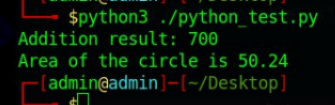 $python3 ./python_test.py
Addition result: 700
Area of the circle is 50.24
[admin@admin]-[~/Desktop]
$